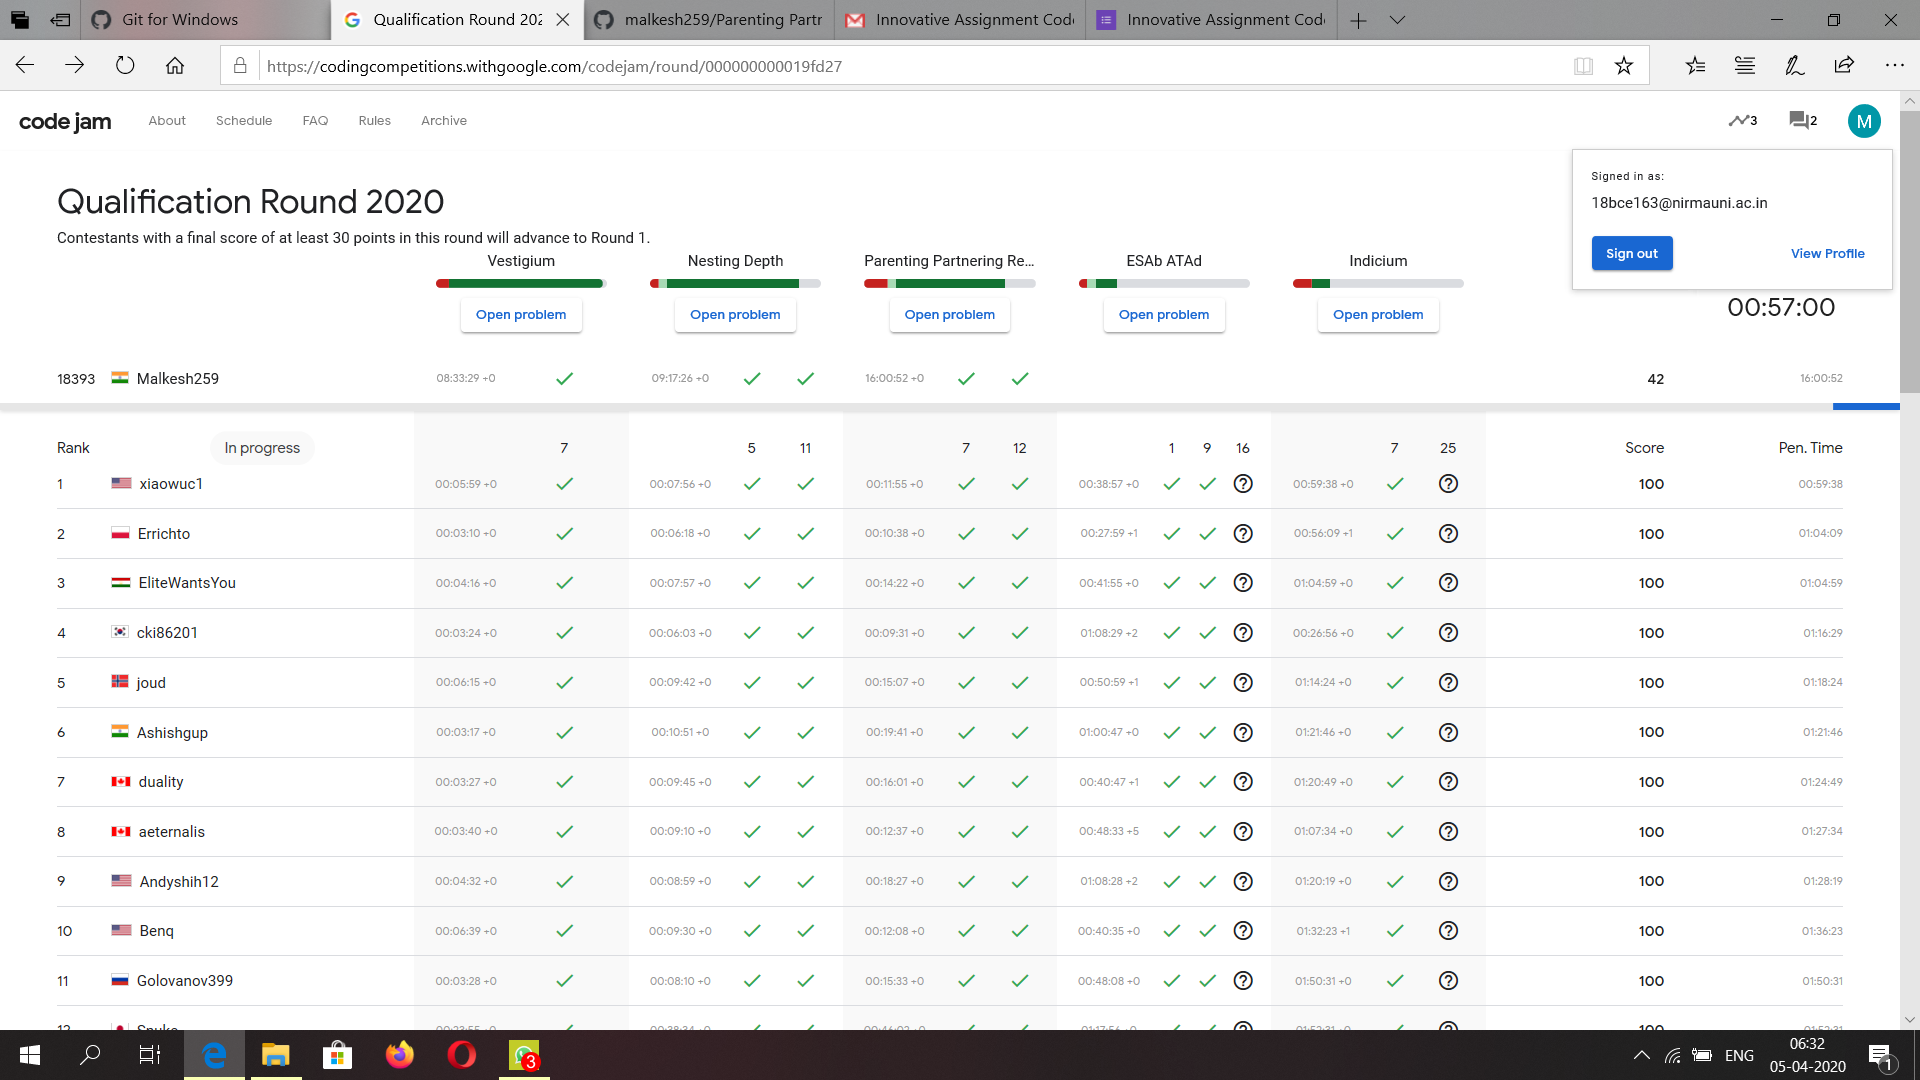 Git for Windows
Qualification Round 202
malkesh259/Parenting Partr
Innovative Assignment Code
Innovative Assignment Code
https://codingcompetitions.withgoogle.com/codejam/round/000000000019fd27
code jam About Schedule FAQ Rules Archive 3 2 M
Signed in as:
18bce163@nirmauni.ac.in
Sign out View Profile
Qualification Round 2020
Contestants with a final score of at least 30 points in this round will advance to Round 1.
Vestigium Nesting Depth Parenting Partnering Re... ESAb ATAd Indicium
Open problem Open problem Open problem Open problem Open problem
00:57:00
18393 Malkesh259 08:33:29 +0 09:17:26 +0 16:00:52 +0 42 16:00:52
Rank In progress 7 5 11 7 12 1 9 16 7 25 Score Pen. Time
1 xiaowuc1 00:05:59 +0 00:07:56 +0 00:11:55 +0 00:38:57 +0 00:59:38 +0 100 00:59:38
2 Errichto 00:03:10 +0 00:06:18 +0 00:10:38 +0 00:27:59 +1 00:56:09 +1 100 01:04:09
3 EliteWantsYou 00:04:16 +0 00:07:57 +0 00:14:22 +0 00:41:55 +0 01:04:59 +0 100 01:04:59
4 cki86201 00:03:24 +0 00:06:03 +0 00:09:31 +0 01:08:29 +2 00:26:56 +0 100 01:16:29
5 joud 00:06:15 +0 00:09:42 +0 00:15:07 +0 00:50:59 +1 01:14:24 +0 100 01:18:24
6 Ashishgup 00:03:17 +0 00:10:51 +0 00:19:41 +0 01:00:47 +0 01:21:46 +0 100 01:21:46
7 duality 00:03:27 +0 00:09:45 +0 00:16:01 +0 00:40:47 +1 01:20:49 +0 100 01:24:49
8 aeternalis 00:03:40 +0 00:09:10 +0 00:12:37 +0 00:48:33 +5 01:07:34 +0 100 01:27:34
9 Andyshih12 00:04:32 +0 00:08:59 +0 00:18:27 +0 01:08:28 +2 01:20:19 +0 100 01:28:19
10 Benq 00:06:39 +0 00:09:30 +0 00:12:08 +0 00:40:35 +0 01:32:23 +1 100 01:36:23
11 Golovanov399 00:03:28 +0 00:08:10 +0 00:15:33 +0 00:48:08 +0 01:50:31 +0 100 01:50:31
3 ENG 06:32
05-04-2020 1